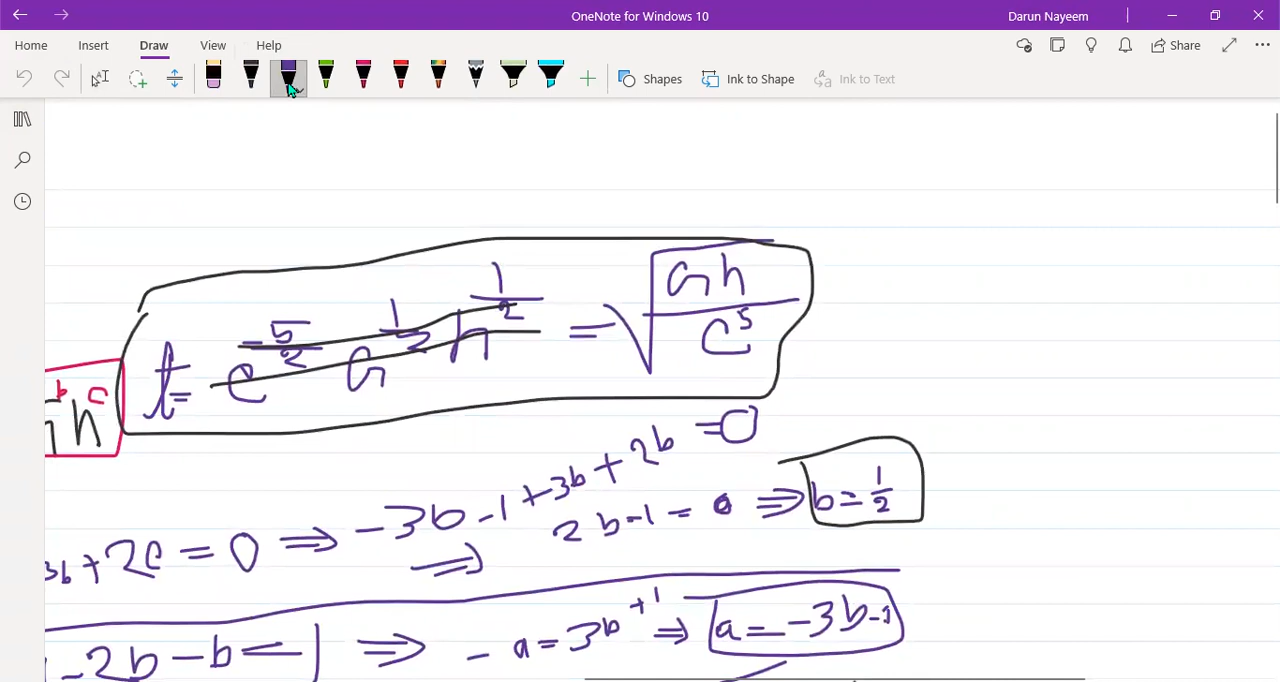 OneNote for Windows 10
Darun Nayeem
Home Insert Draw View Help Share
Shapes Ink to Shape Ink to Text
t = c^{-5/2} G^{1/2} h^{1/2} = √(Gh/c^5)
b h^c
3b + 2c = 0 ⇒ -3b - 1 + 3b + 2b = 0
⇒ 2b - 1 = 0 ⇒ b = 1/2
-2b - b = 1 ⇒ -a = 3b + 1 ⇒ a = -3b - 1